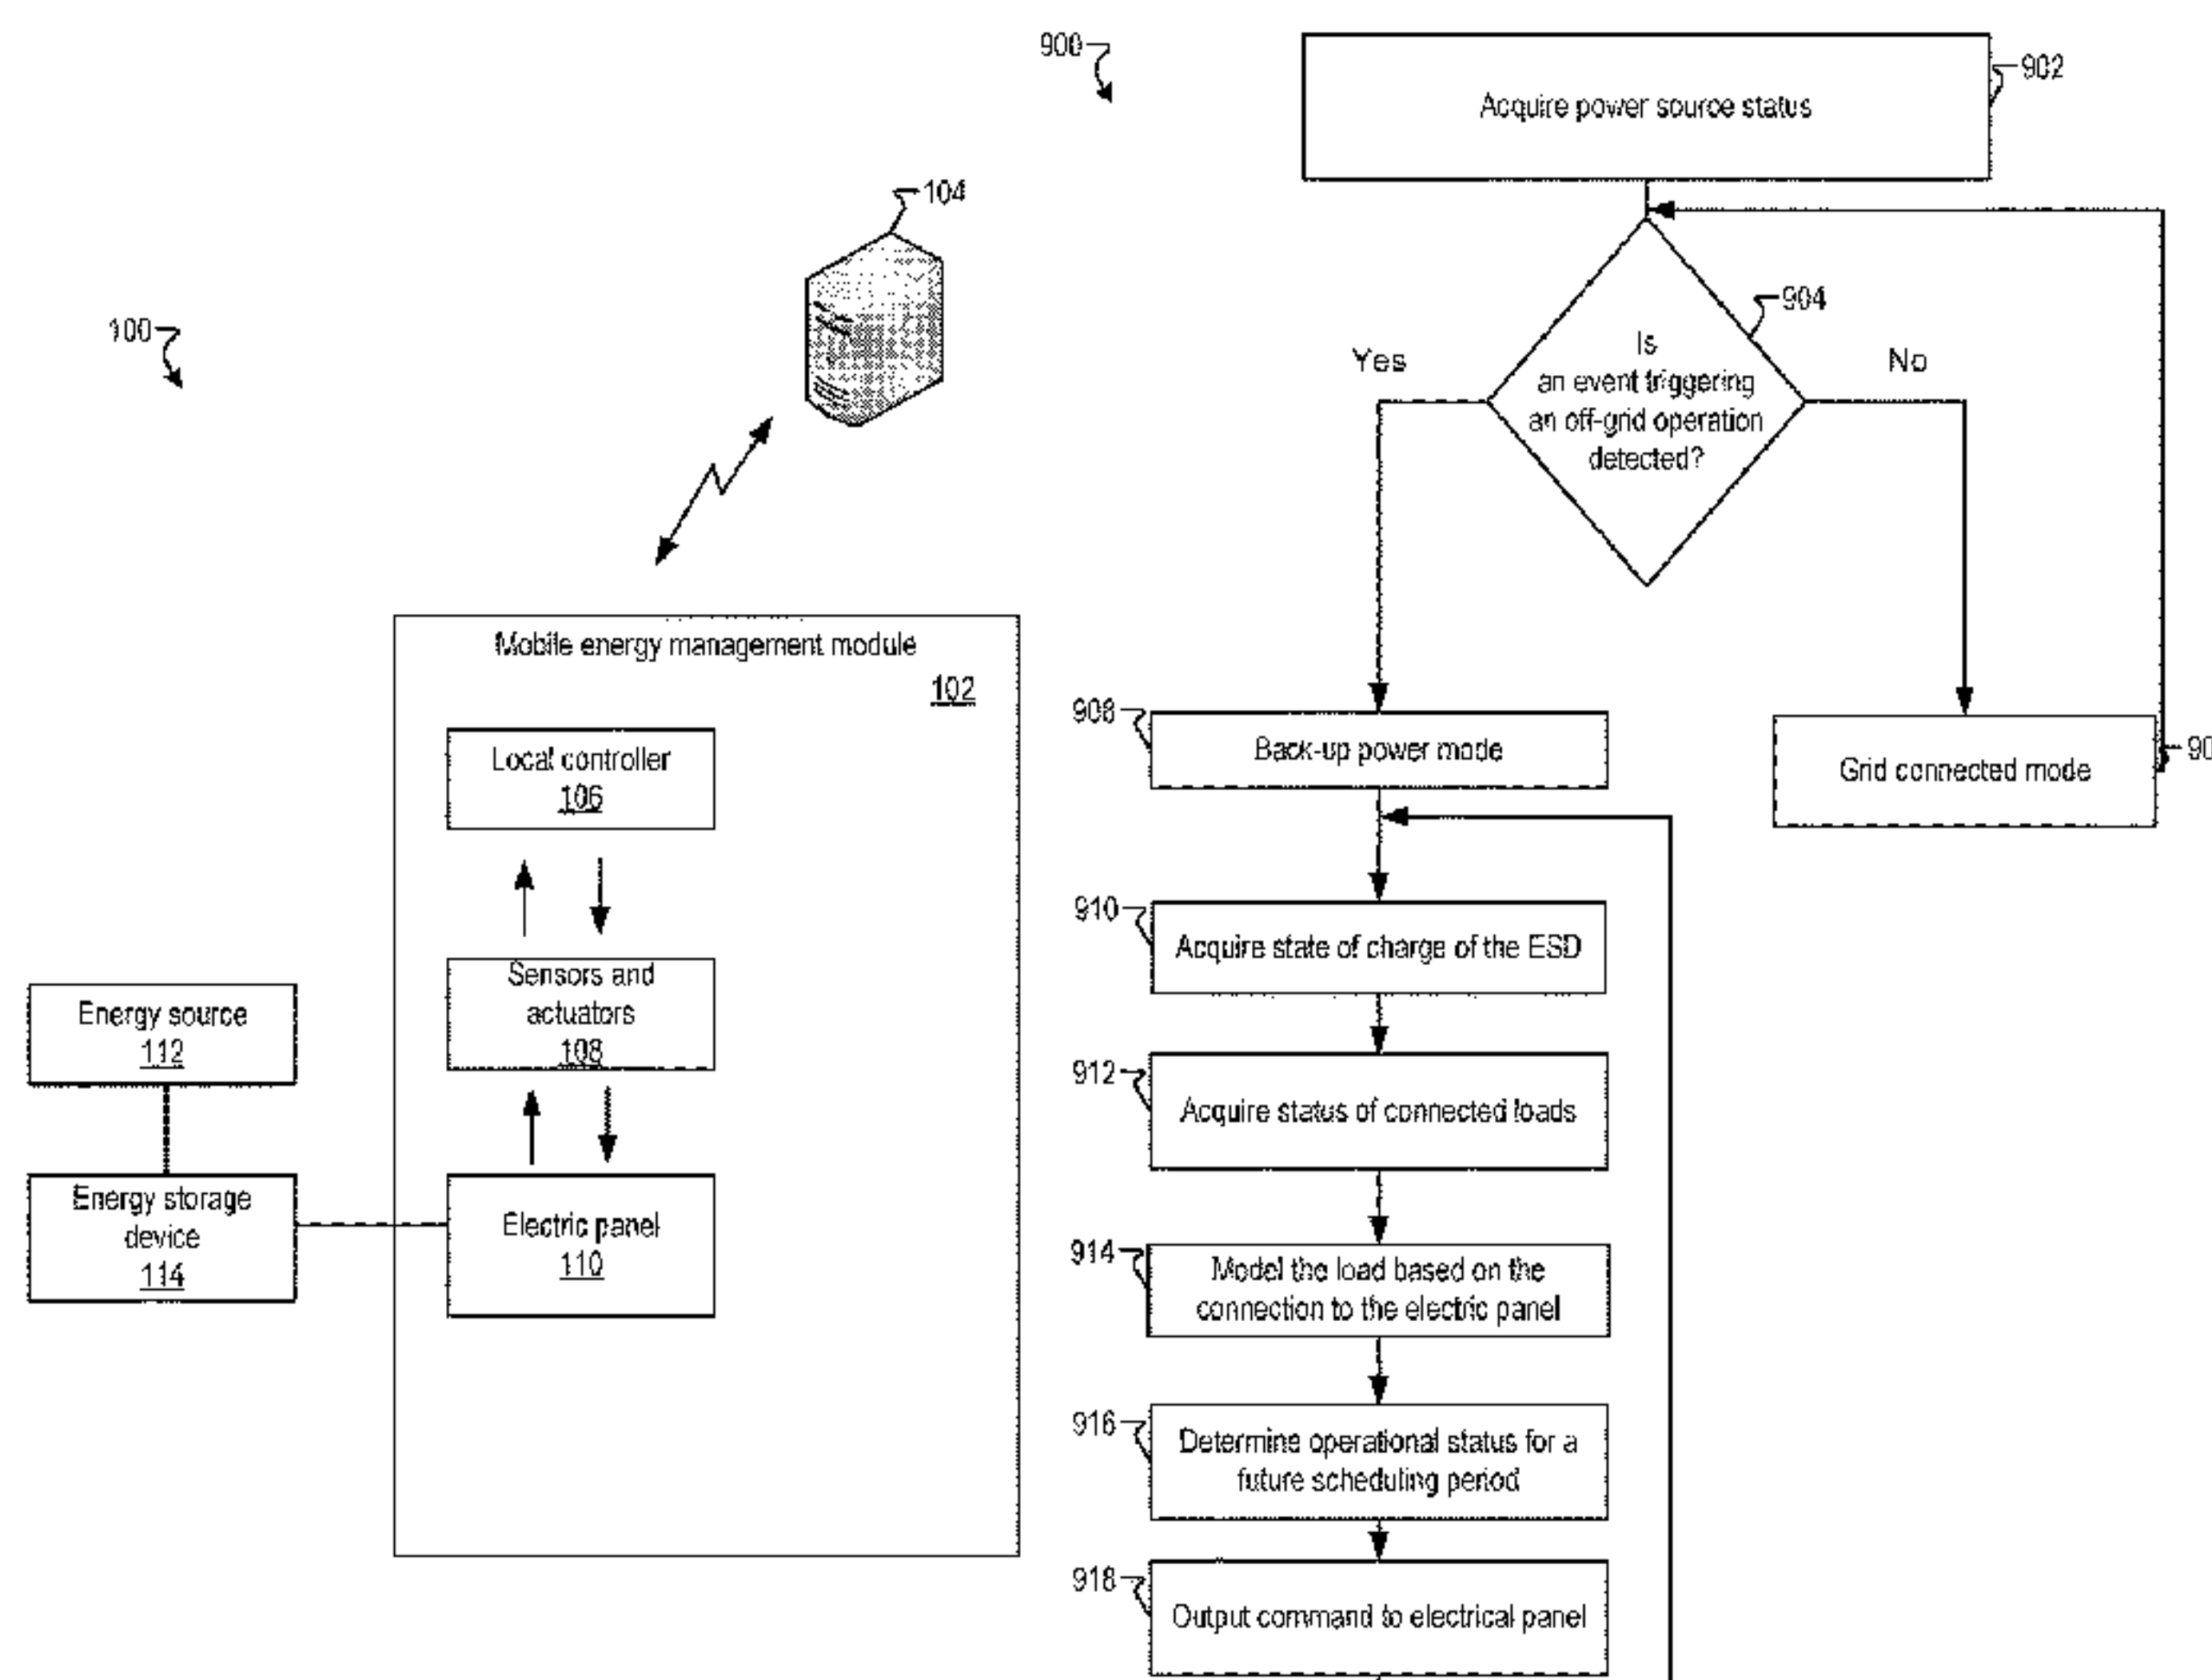 100
104
Mobile energy management module
102
Local controller
106
Sensors and
actuators
108
Energy source
112
Energy storage
device
114
Electric panel
110
900
Acquire power source status
902
904
Is
an event triggering
an off-grid operation
detected?
Yes
No
908
Back-up power mode
Grid connected mode
910
Acquire state of charge of the ESD
912
Acquire status of connected loads
914
Model the load based on the
connection to the electric panel
916
Determine operational status for a
future scheduling period
918
Output command to electrical panel